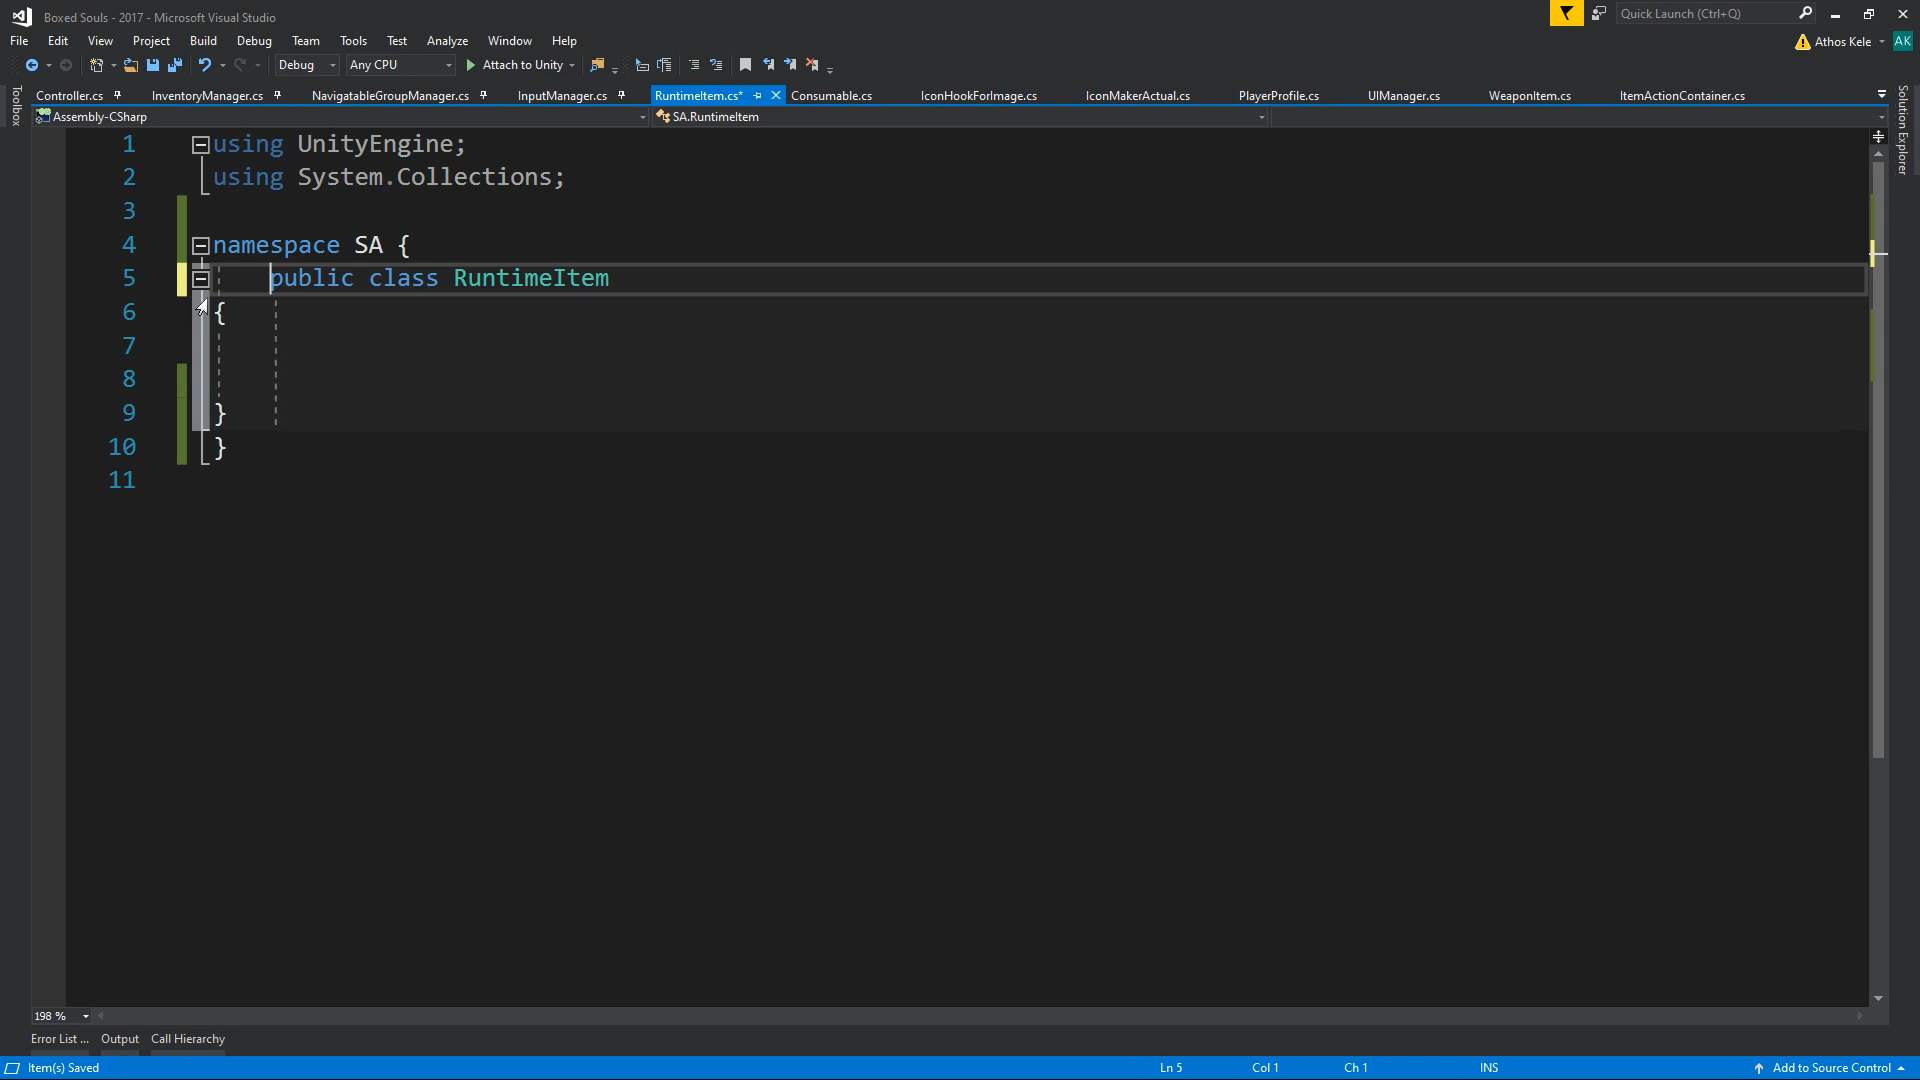 Boxed Souls - 2017 - Microsoft Visual Studio
Quick Launch (Ctrl+Q)
File Edit View Project Build Debug Team Tools Test Analyze Window Help
Athos Kele AK
Debug Any CPU Attach to Unity
Toolbox
Controller.cs InventoryManager.cs NavigatableGroupManager.cs InputManager.cs RuntimeItem.cs* Consumable.cs IconHookForImage.cs IconMakerActual.cs PlayerProfile.cs UIManager.cs WeaponItem.cs ItemActionContainer.cs
Solution Explorer
Assembly-CSharp SA.RuntimeItem
1 using UnityEngine;
2 using System.Collections;
3
4 namespace SA {
5 public class RuntimeItem
6 {
7
8
9 }
10 }
11
198 %
Error List ... Output Call Hierarchy
Item(s) Saved Ln 5 Col 1 Ch 1 INS Add to Source Control